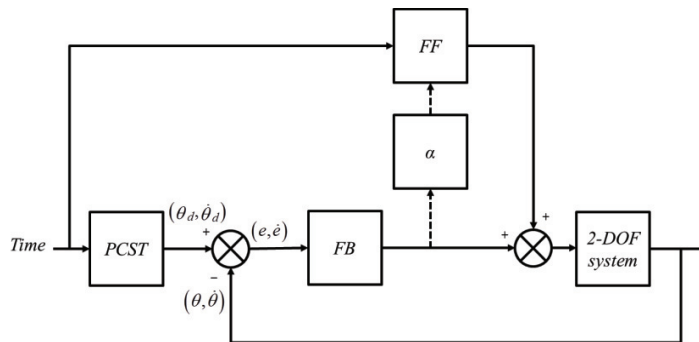 FF
α
(θ_d, θ̇_d)
+
(e, ė)
+
+
Time
PCST
FB
2-DOF
system
−
(θ, θ̇)